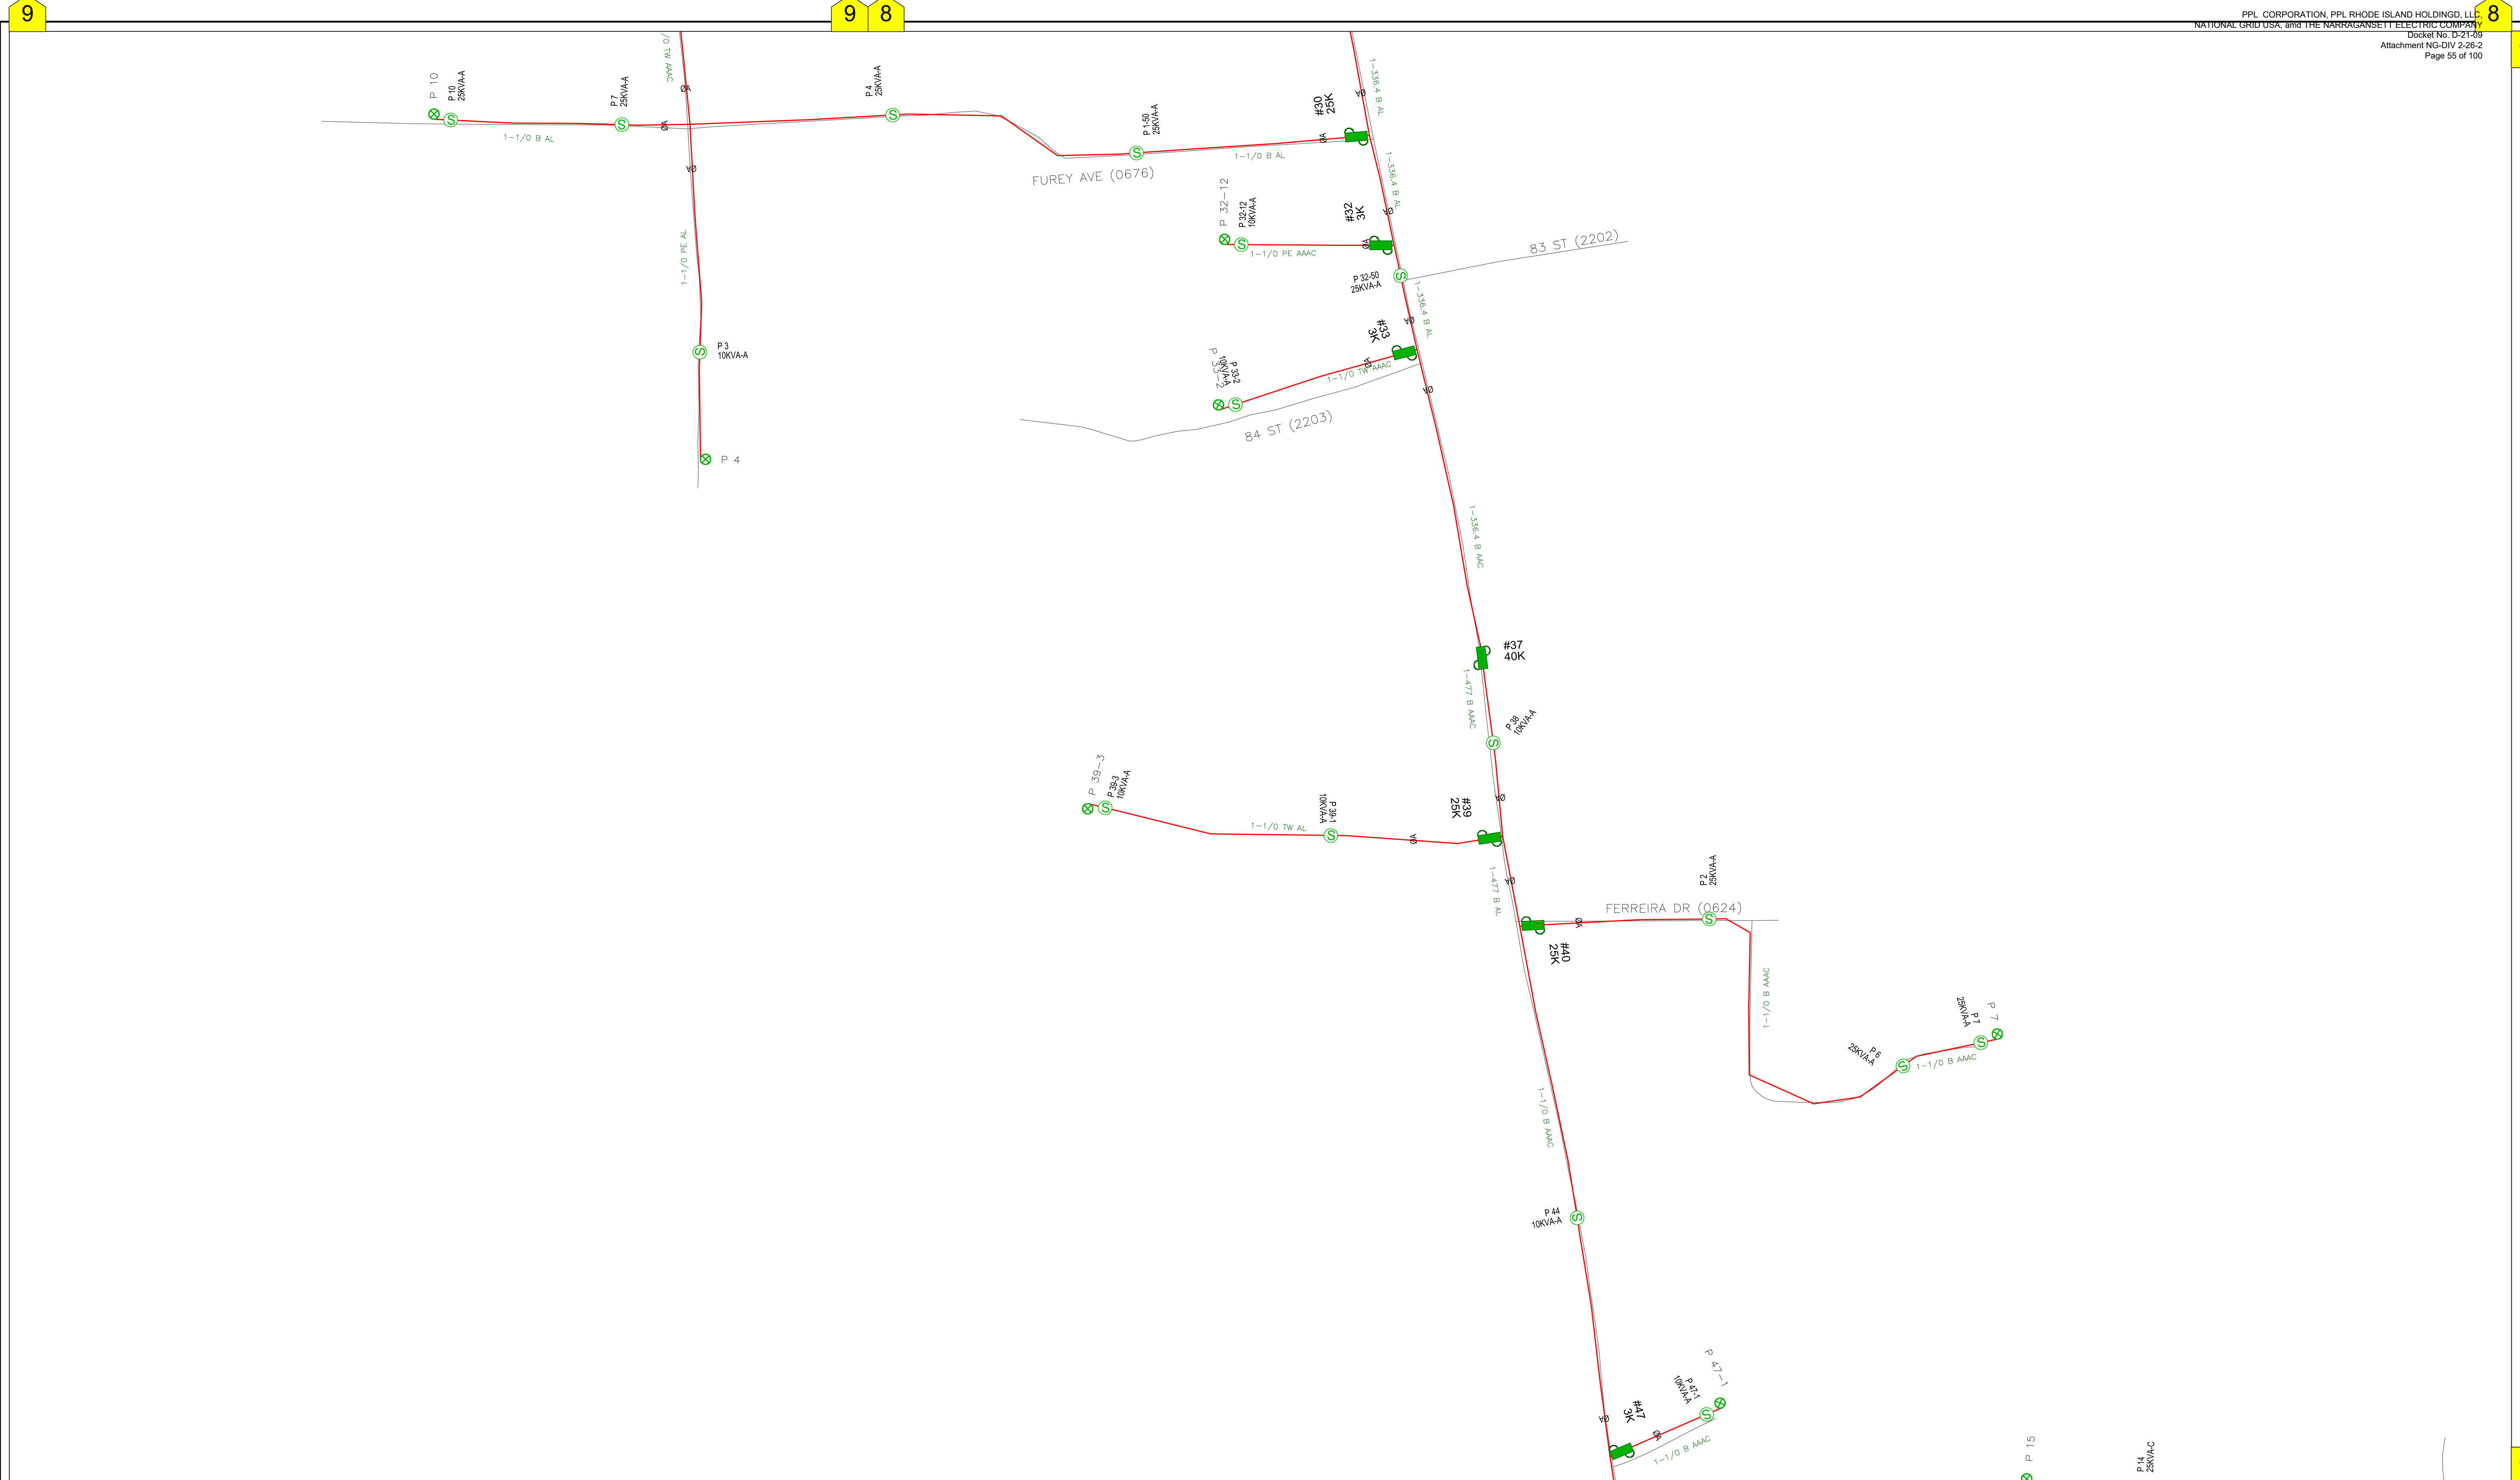 9
9
8
8
PPL CORPORATION, PPL RHODE ISLAND HOLDINGD, LLC,
NATIONAL GRID USA, amd THE NARRAGANSETT ELECTRIC COMPANY
Docket No. D-21-09
Attachment NG-DIV 2-26-2
Page 55 of 100
P 10
P 10
25KVA-A
1-1/0 B AL
P 7
25KVA-A
ØA
/0 TW AAAC
ØA
ØA
P 4
25KVA-A
P 1-50
25KVA-A
FUREY AVE (0676)
1-1/0 B AL
ØA
#30
25K
ØA
1-336.4 B AL
1-336.4 B AL
P 32-12
P 32-12
10KVA-A
1-1/0 PE AAAC
#32
3K
ØA
ØA
83 ST (2202)
P 32-50
25KVA-A
1-336.4 B AL
ØA
1-1/0 PE AL
P 3
10KVA-A
P 4
#33
3K
P 33-2
P 33-2
10KVA-A
ØA
1-1/0 TW AAAC
ØA
84 ST (2203)
1-336.4 B AAC
#37
40K
1-477 B AAAC
P 38
10KVA-A
P 39-3
P 39-3
10KVA-A
1-1/0 TW AL
P 39-1
10KVA-A
ØA
#39
25K
ØA
1-477 B AL
ØA
P 2
25KVA-A
FERREIRA DR (0624)
ØA
#40
25K
1-1/0 B AAAC
P 7
P 7
25KVA-A
P 6
25KVA-A
1-1/0 B AAAC
1-1/0 B AAAC
P 44
10KVA-A
P 47-1
P 47-1
10KVA-A
#47
3K
ØA
ØA
1-1/0 B AAAC
P 15
P 14
25KVA-C